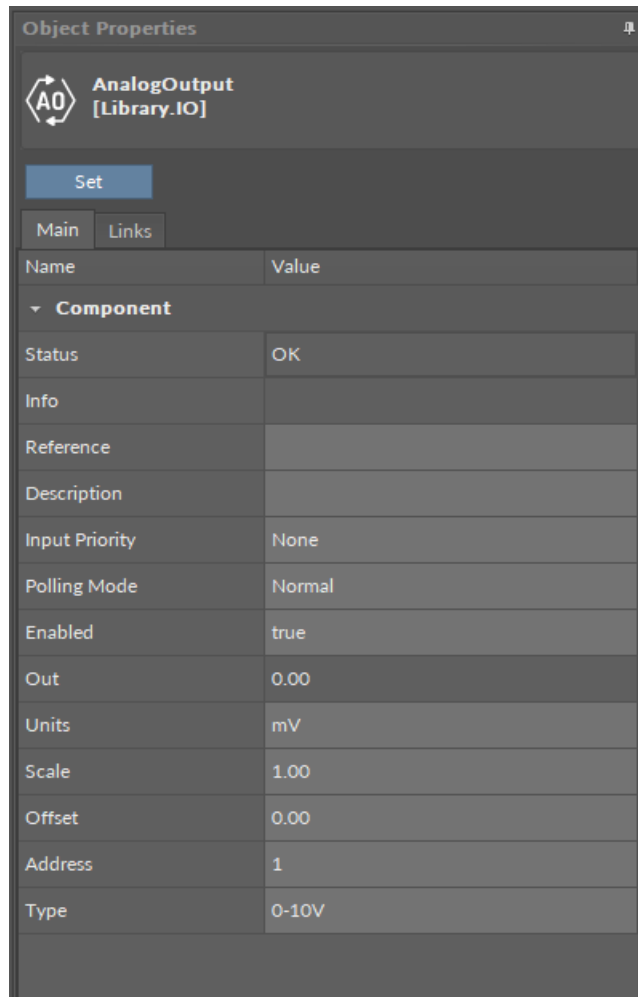 Object Properties
AO
AnalogOutput
[Library.IO]
Set
Main Links
Name Value
Component
Status OK
Info
Reference
Description
Input Priority None
Polling Mode Normal
Enabled true
Out 0.00
Units mV
Scale 1.00
Offset 0.00
Address 1
Type 0-10V